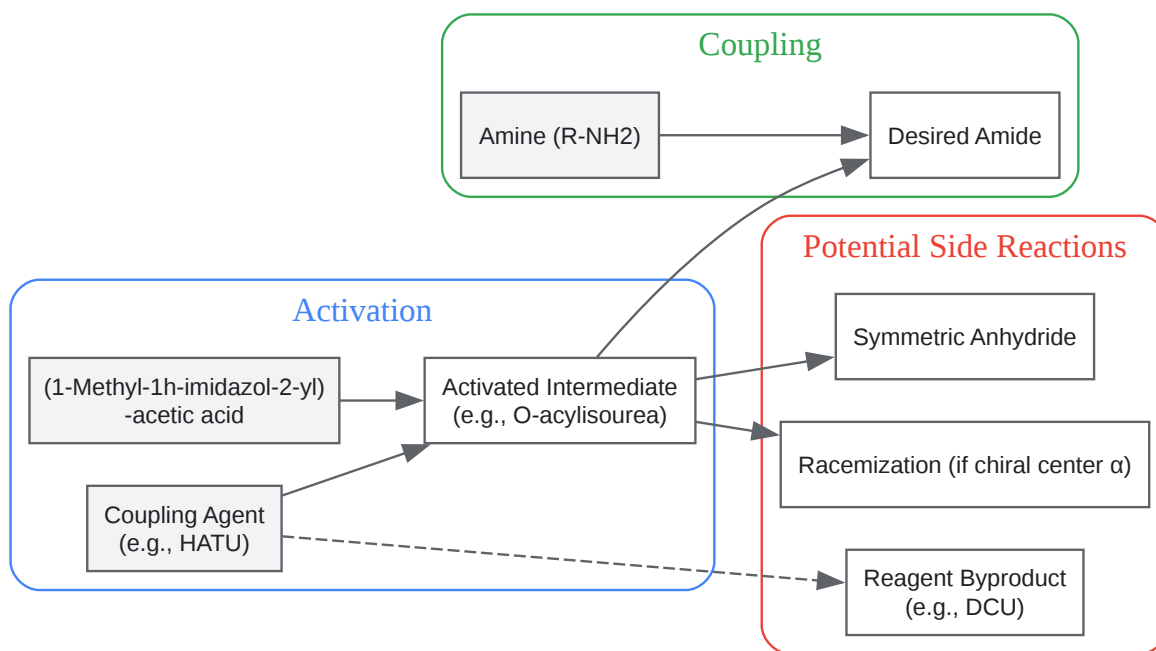 Coupling
Amine (R-NH2)
Desired Amide
Potential Side Reactions
Activation
Symmetric Anhydride
(1-Methyl-1h-imidazol-2-yl)
-acetic acid
Activated Intermediate
(e.g., O-acylisourea)
Racemization (if chiral center α)
Coupling Agent
(e.g., HATU)
Reagent Byproduct
(e.g., DCU)